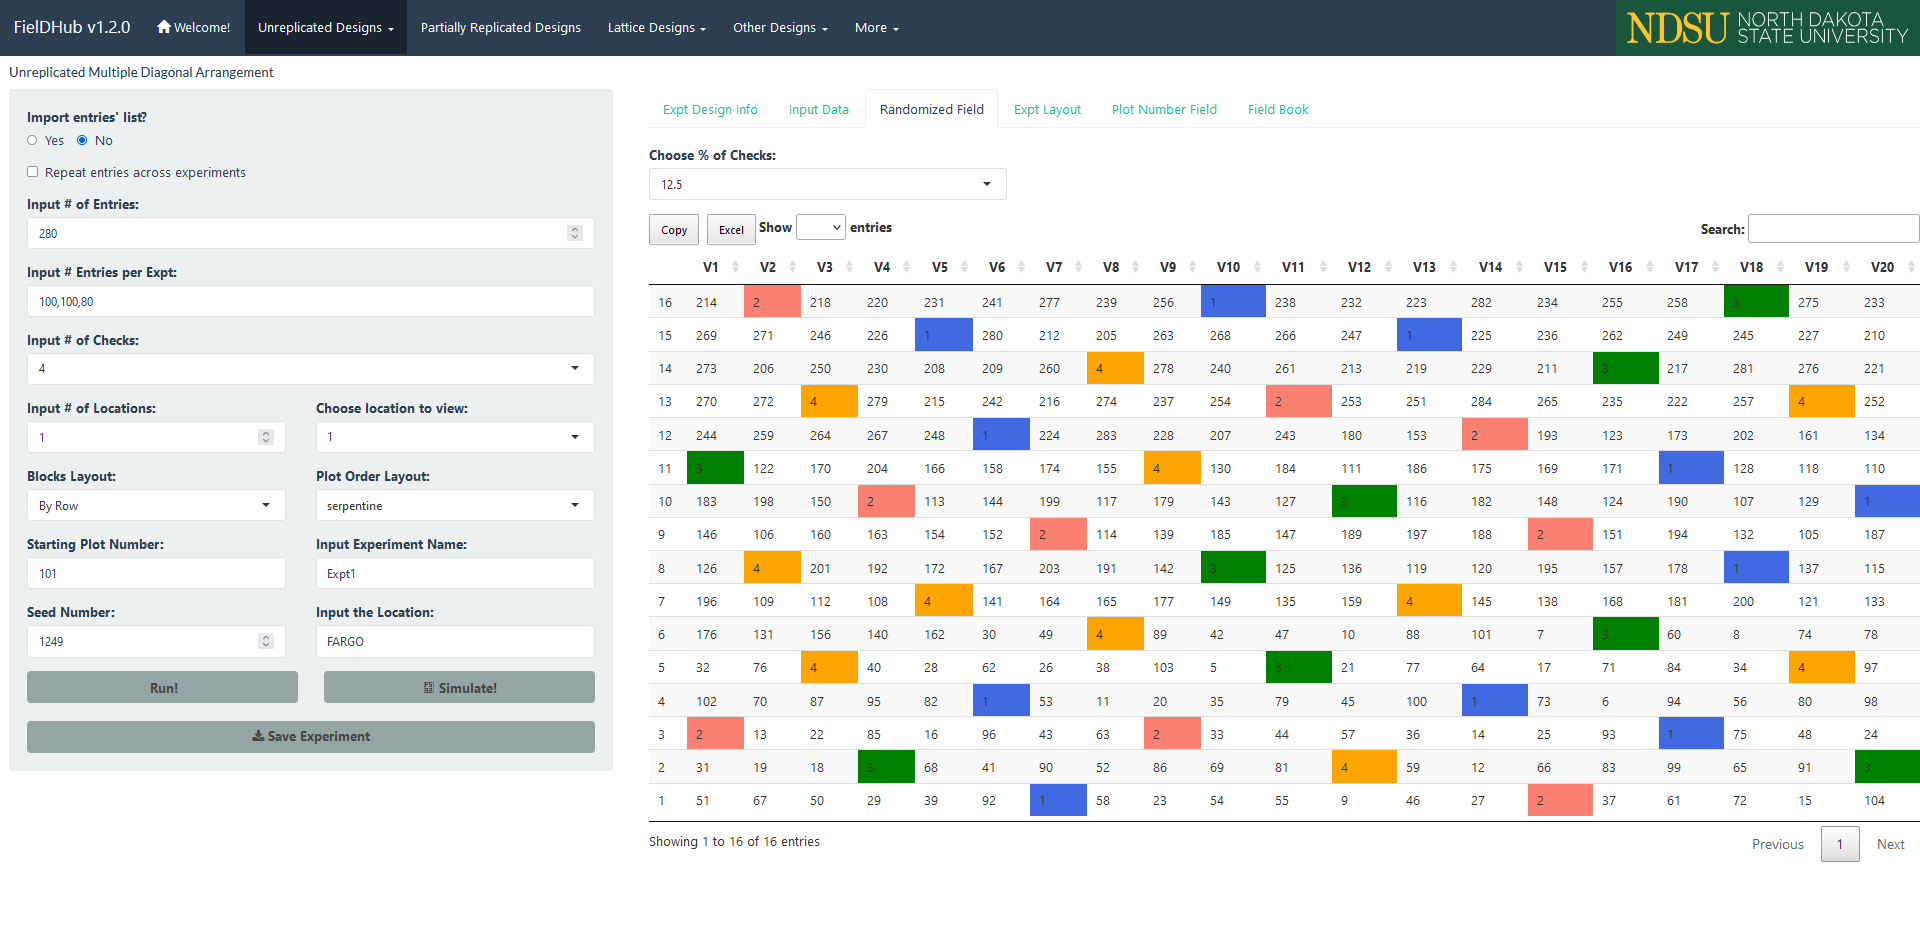 FielDHub v1.2.0 Welcome! Unreplicated Designs Partially Replicated Designs Lattice Designs Other Designs More NDSU NORTH DAKOTA STATE UNIVERSITY
Unreplicated Multiple Diagonal Arrangement
Import entries' list?
Yes No
Repeat entries across experiments
Input # of Entries:
280
Input # Entries per Expt:
100,100,80
Input # of Checks:
4
Input # of Locations: Choose location to view:
1 1
Blocks Layout: Plot Order Layout:
By Row serpentine
Starting Plot Number: Input Experiment Name:
101 Expt1
Seed Number: Input the Location:
1249 FARGO
Run! Simulate!
Save Experiment
Expt Design Info Input Data Randomized Field Expt Layout Plot Number Field Field Book
Choose % of Checks:
12.5
Copy Excel Show entries Search:
V1 V2 V3 V4 V5 V6 V7 V8 V9 V10 V11 V12 V13 V14 V15 V16 V17 V18 V19 V20
16 214 2 218 220 231 241 277 239 256 1 238 232 223 282 234 255 258 3 275 233
15 269 271 246 226 1 280 212 205 263 268 266 247 1 225 236 262 249 245 227 210
14 273 206 250 230 208 209 260 4 278 240 261 213 219 229 211 3 217 281 276 221
13 270 272 4 279 215 242 216 274 237 254 2 253 251 284 265 235 222 257 4 252
12 244 259 264 267 248 1 224 283 228 207 243 180 153 2 193 123 173 202 161 134
11 3 122 170 204 166 158 174 155 4 130 184 111 186 175 169 171 1 128 118 110
10 183 198 150 2 113 144 199 117 179 143 127 3 116 182 148 124 190 107 129 1
9 146 106 160 163 154 152 2 114 139 185 147 189 197 188 2 151 194 132 105 187
8 126 4 201 192 172 167 203 191 142 3 125 136 119 120 195 157 178 1 137 115
7 196 109 112 108 4 141 164 165 177 149 135 159 4 145 138 168 181 200 121 133
6 176 131 156 140 162 30 49 4 89 42 47 10 88 101 7 3 60 8 74 78
5 32 76 4 40 28 62 26 38 103 5 3 21 77 64 17 71 84 34 4 97
4 102 70 87 95 82 1 53 11 20 35 79 45 100 1 73 6 94 56 80 98
3 2 13 22 85 16 96 43 63 2 33 44 57 36 14 25 93 1 75 48 24
2 31 19 18 3 68 41 90 52 86 69 81 4 59 12 66 83 99 65 91 3
1 51 67 50 29 39 92 1 58 23 54 55 9 46 27 2 37 61 72 15 104
Showing 1 to 16 of 16 entries Previous 1 Next